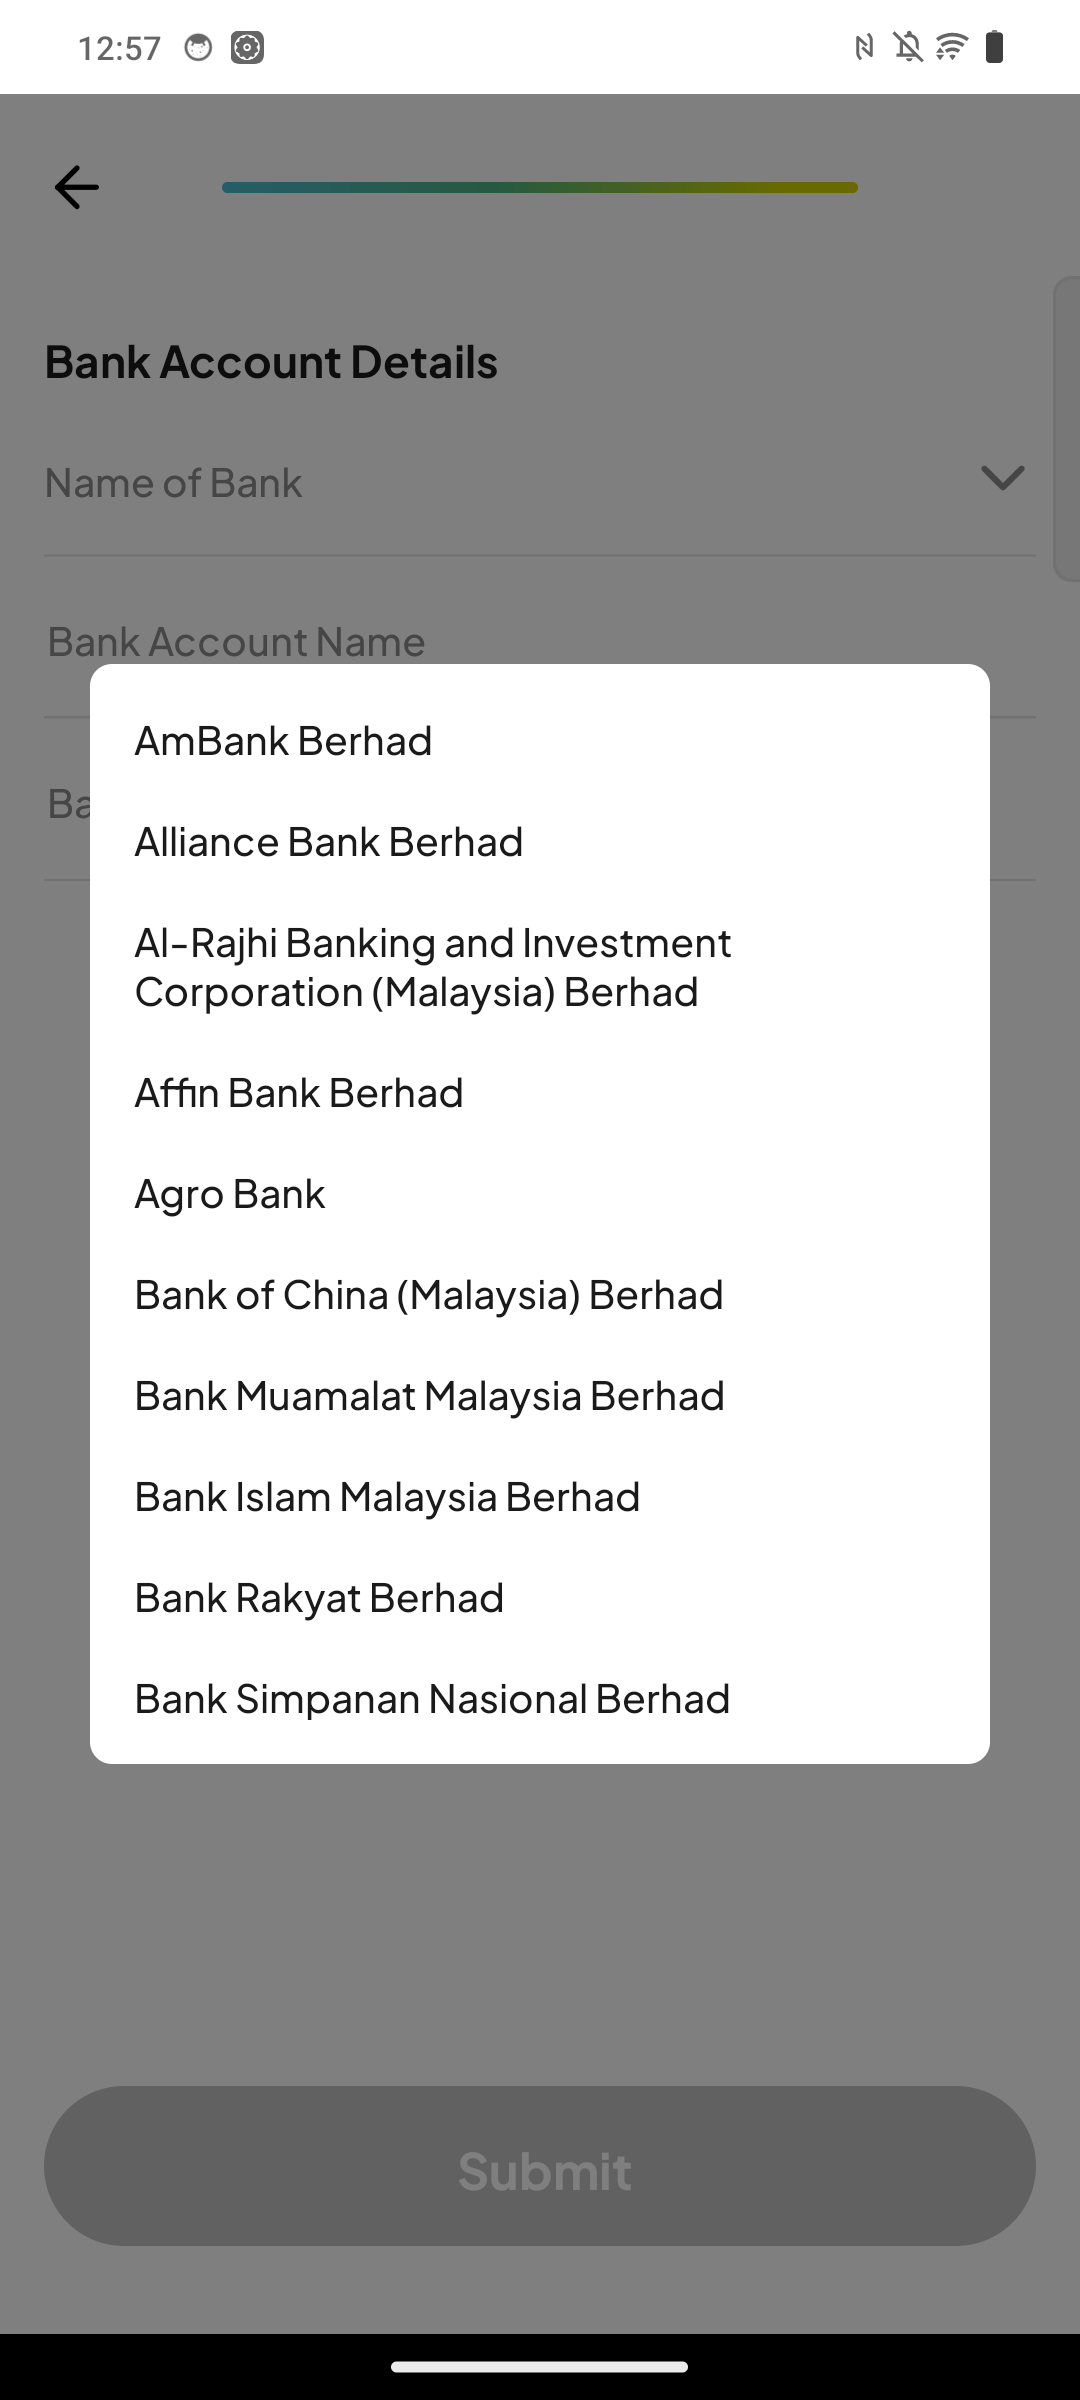 12:57
Bank Account Details
Name of Bank
Bank Account Name
Ba
AmBank Berhad
Alliance Bank Berhad
Al-Rajhi Banking and Investment
Corporation (Malaysia) Berhad
Affin Bank Berhad
Agro Bank
Bank of China (Malaysia) Berhad
Bank Muamalat Malaysia Berhad
Bank Islam Malaysia Berhad
Bank Rakyat Berhad
Bank Simpanan Nasional Berhad
Submit